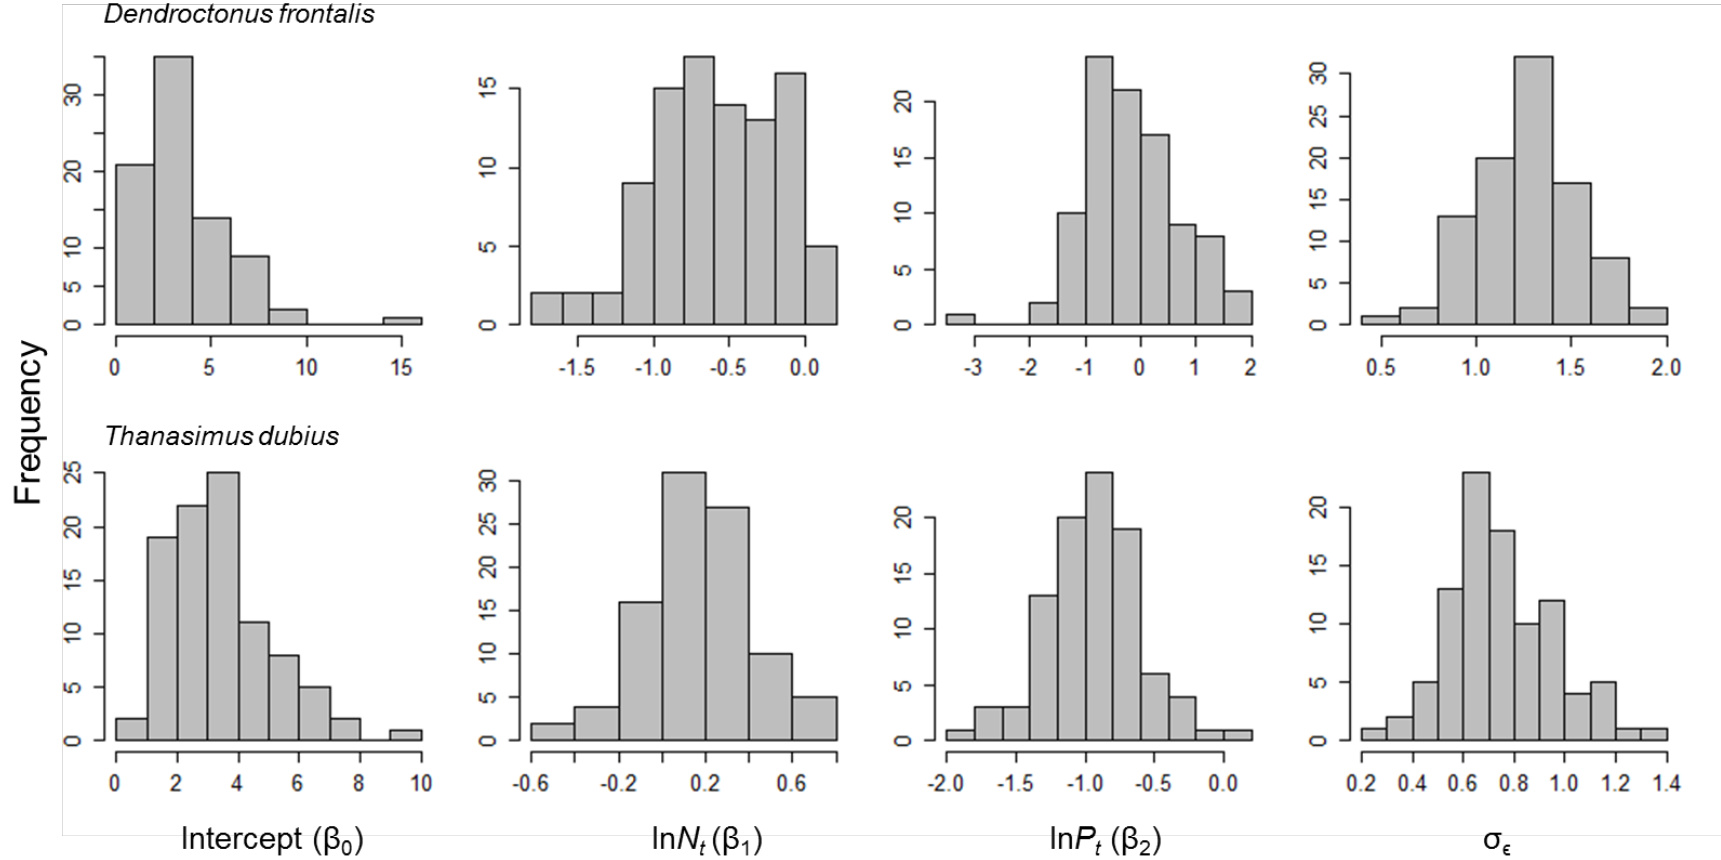 Dendroctonus frontalis
0 5 10 20 30
0 5 10 15
0 5 10 15
-1.5 -1.0 -0.5 0.0
0 5 10 15 20
-3 -2 -1 0 1 2
0 5 10 15 20 25 30
0.5 1.0 1.5 2.0
Frequency
Thanasimus dubius
0 5 10 15 20 25
0 2 4 6 8 10
0 5 10 15 20 25 30
-0.6 -0.2 0.2 0.6
0 5 10 15 20
-2.0 -1.5 -1.0 -0.5 0.0
0 5 10 15 20
0.2 0.4 0.6 0.8 1.0 1.2 1.4
Intercept (β₀)
lnNₜ (β₁)
lnPₜ (β₂)
σϵ